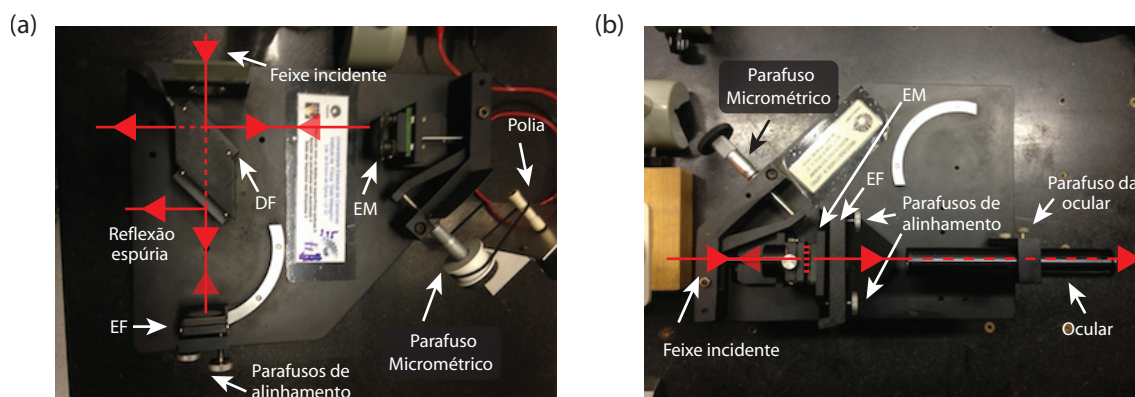 (a)
Feixe incidente
Polia
DF
EM
Reflexão
espúria
EF
Parafuso
Micrométrico
Parafusos de
alinhamento
(b)
Parafuso
Micrométrico
EM
EF
Parafusos de
alinhamento
Parafuso da
ocular
Feixe incidente
Ocular